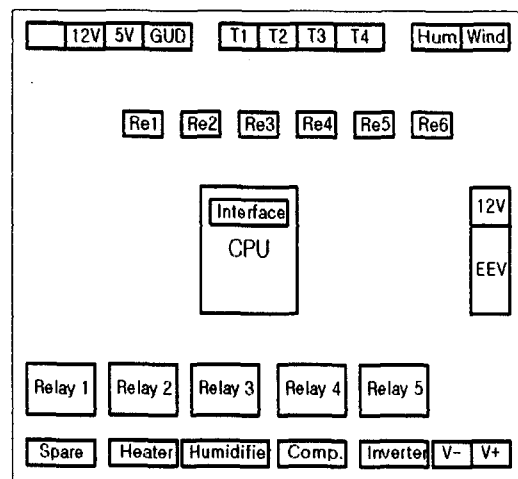 12V 5V GUD T1 T2 T3 T4 Hum Wind
Re1 Re2 Re3 Re4 Re5 Re6
Interface
12V
CPU
EEV
Relay 1 Relay 2 Relay 3 Relay 4 Relay 5
Spare Heater Humidifie Comp. Inverter V- V+